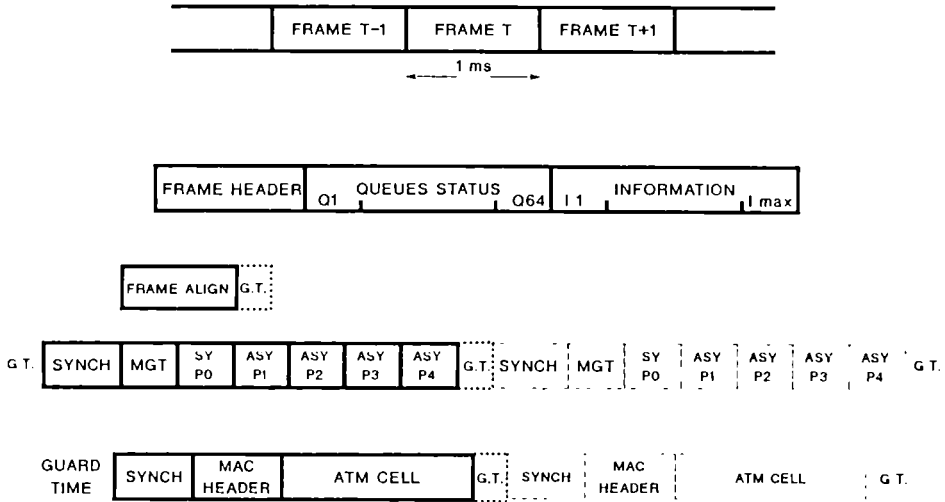 FRAME T-1 FRAME T FRAME T+1
1 ms
FRAME HEADER QUEUES STATUS INFORMATION
Q1 Q64 I 1 I max
FRAME ALIGN G.T.
G T. SYNCH MGT SY P0 ASY P1 ASY P2 ASY P3 ASY P4 G.T. SYNCH MGT SY P0 ASY P1 ASY P2 ASY P3 ASY P4 G T.
GUARD TIME SYNCH MAC HEADER ATM CELL G.T. SYNCH MAC HEADER ATM CELL G T.